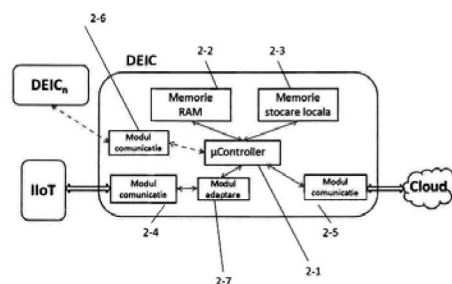 2-6
DEIC
2-2
2-3
DEICn
Memorie
RAM
Memorie
stocare locala
Modul
comunicatie
µController
IIoT
Modul
comunicatie
Modul
adaptare
Modul
comunicatie
Cloud
2-4
2-5
2-7
2-1